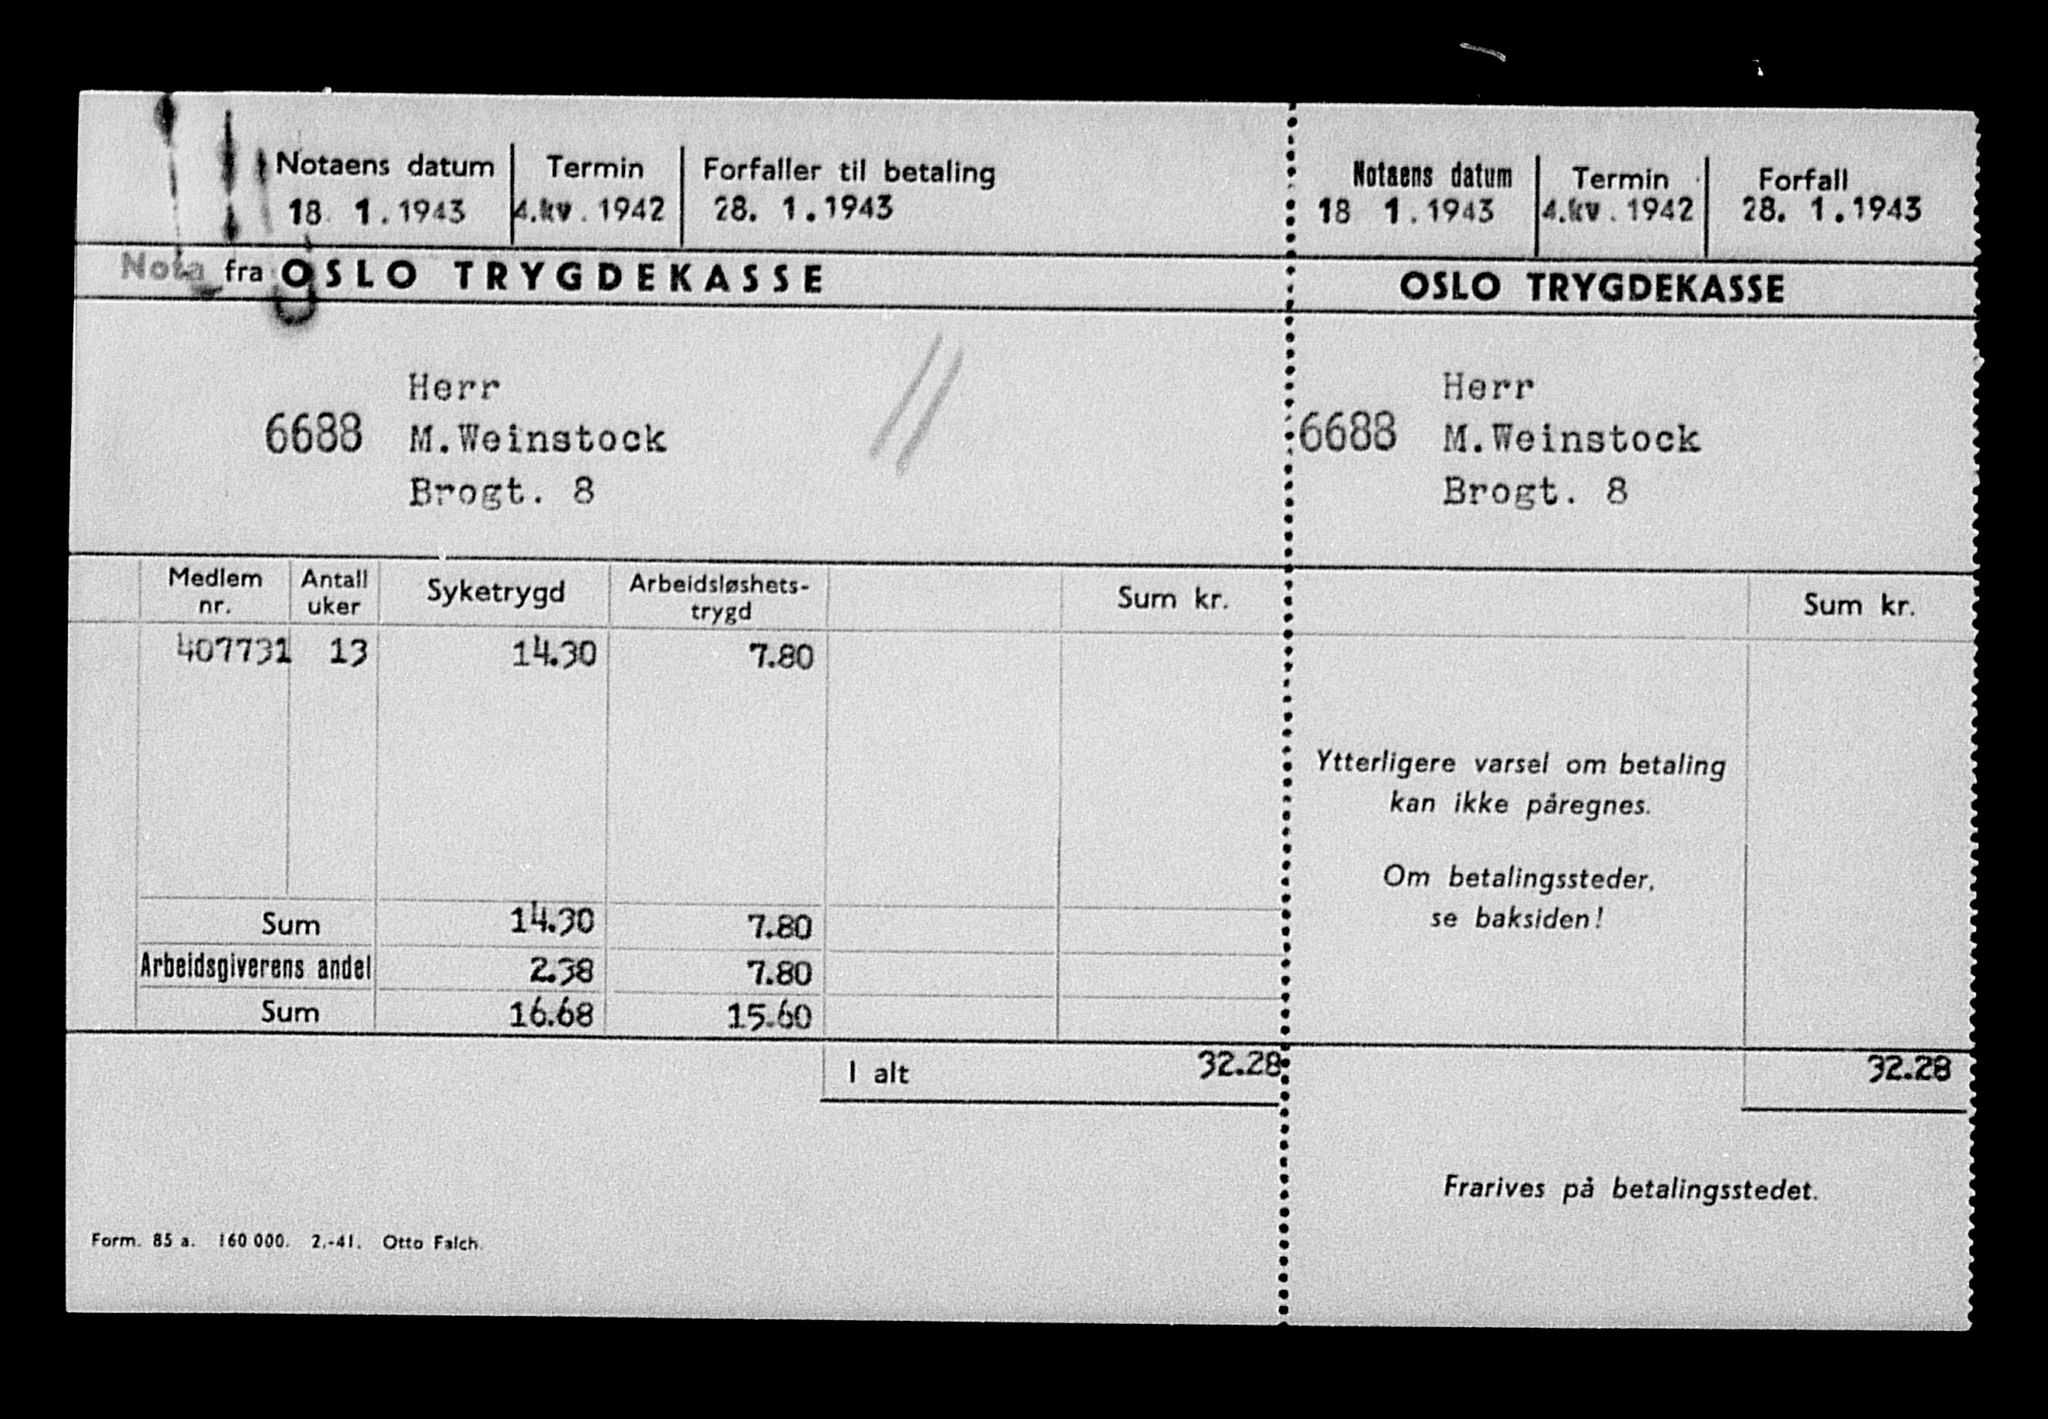 Notaens datum Termin Forfaller til betaling
18 1.1943 4.kv. 1942 28. 1.1943
Nota fra OSLO TRYGDEKASSE
Herr
6688 M.Weinstock
Brogt. 8
Medlem nr. Antall uker Syketrygd Arbeidsløshets-trygd Sum kr.
407731 13 14.30 7.80
Sum 14.30 7.80
Arbeidsgiverens andel 2.38 7.80
Sum 16.68 15.60
I alt 32.28
Form. 85 a. 160 000. 2.-41. Otto Falch.
Notaens datum Termin Forfall
18 1.1943 4.kv. 1942 28. 1.1943
OSLO TRYGDEKASSE
Herr
6688 M.Weinstock
Brogt. 8
Sum kr.
Ytterligere varsel om betaling
kan ikke påregnes.
Om betalingssteder,
se baksiden!
32.28
Frarives på betalingsstedet.